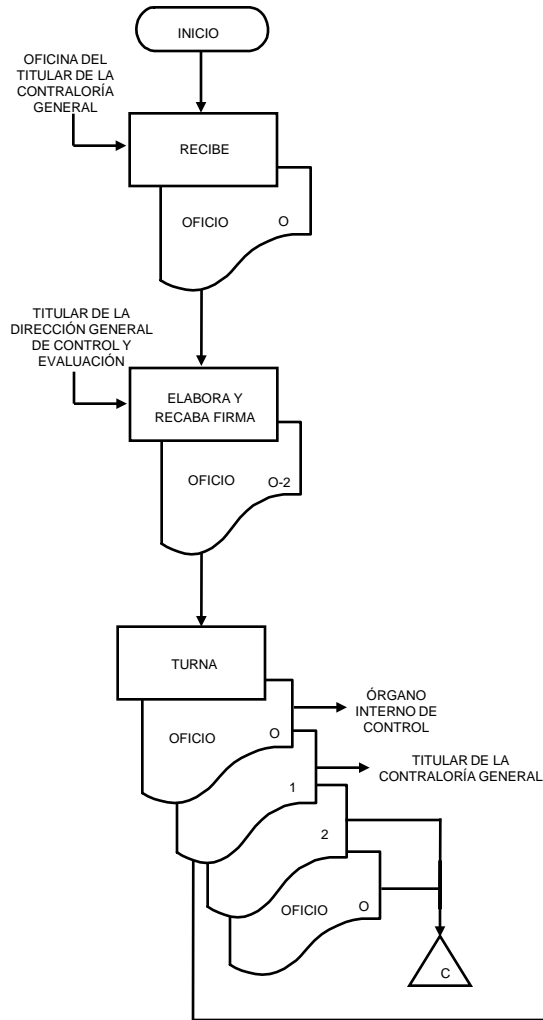 INICIO
OFICINA DEL
TITULAR DE LA
CONTRALORÍA
GENERAL
RECIBE
OFICIO
O
TITULAR DE LA
DIRECCIÓN GENERAL
DE CONTROL Y
EVALUACIÓN
ELABORA Y
RECABA FIRMA
OFICIO
O-2
TURNA
ÓRGANO
INTERNO DE
CONTROL
OFICIO
O
TITULAR DE LA
CONTRALORÍA GENERAL
1
2
OFICIO
O
C